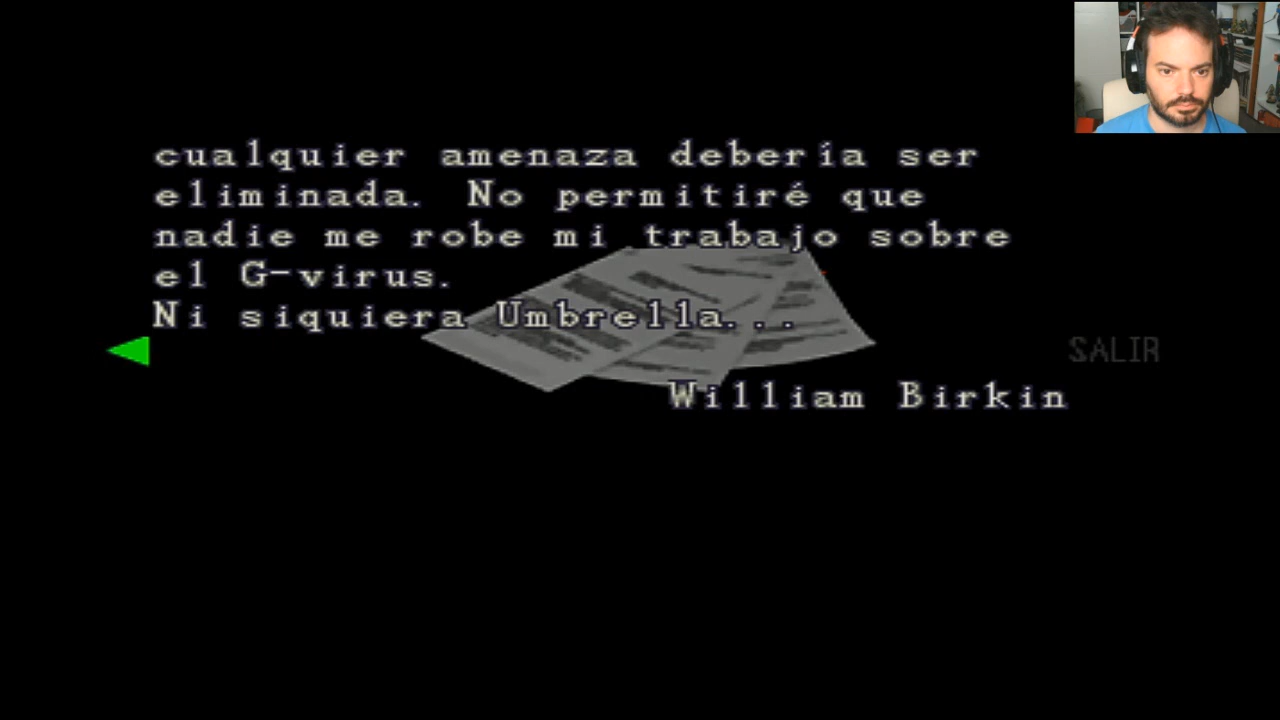 cualquier amenaza debería ser
eliminada. No permitiré que
nadie me robe mi trabajo sobre
el G-virus.
Ni siquiera Umbrella...
SALIR
William Birkin